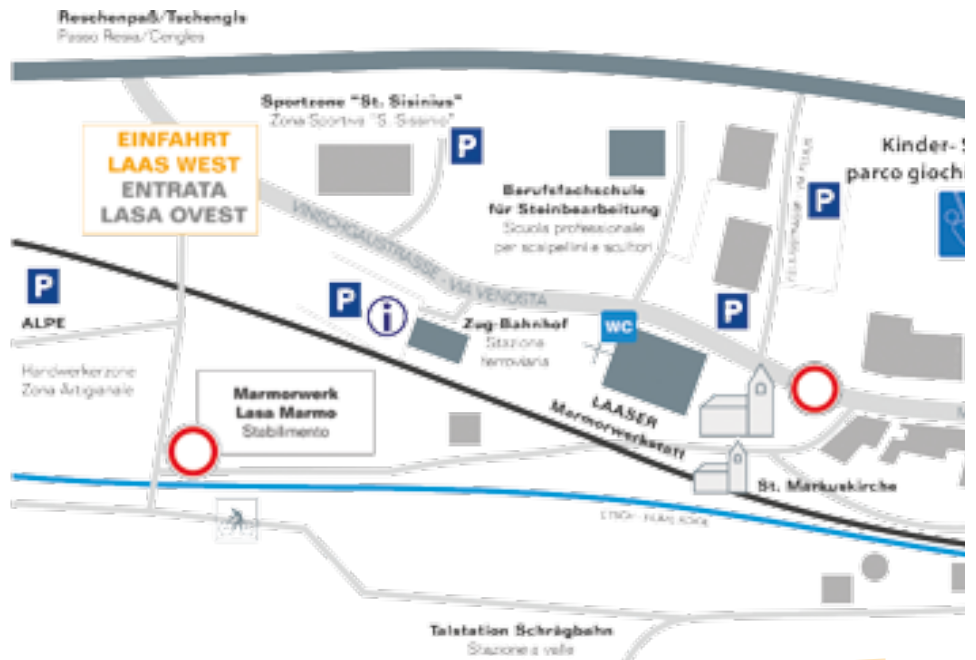 Reschenpaß/Tschengls
Passo Resia/Cengles
Sportzone "St. Sisinius"
Zona Sportiva "S. Sisinio"
P
EINFAHRT
LAAS WEST
ENTRATA
LASA OVEST
Kinder- S
parco giochi
Berufsfachschule
für Steinbearbeitung
Scuola professionale
per scalpellini e scultori
P
VINSCHGAUSTRASSE - VIA VENOSTA
P
ALPE
P
i
Zug-Bahnhof
Stazione
ferroviaria
WC
P
Handwerkerzone
Zona Artigianale
Marmorwerk
Lasa Marmo
Stabilimento
LAASER
Marmorwerkstatt
M
St. Markuskirche
Talstation Schrägbahn
Stazione a valle